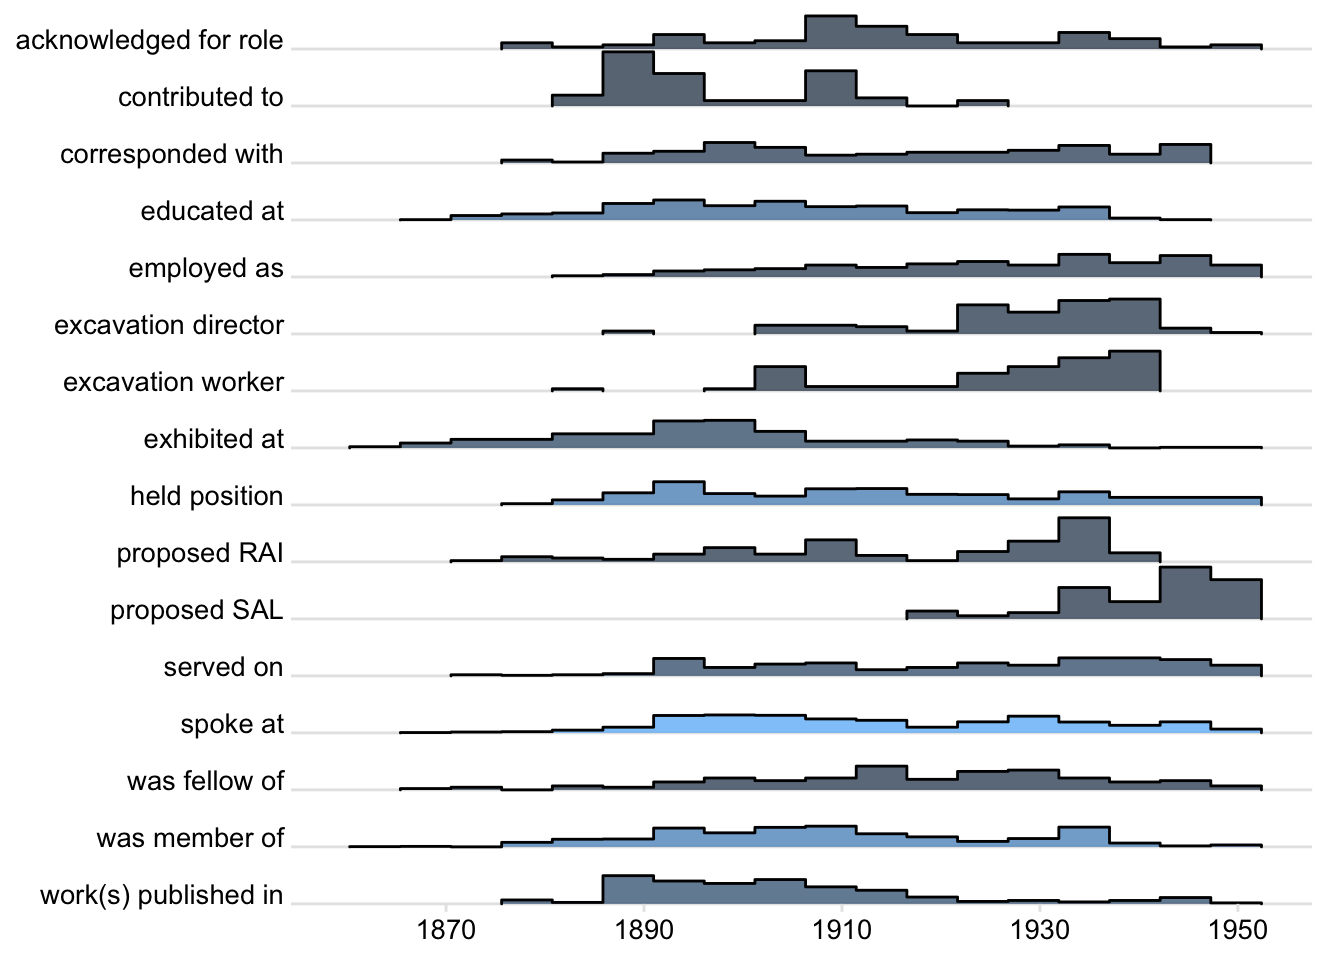 acknowledged for role
contributed to
corresponded with
educated at
employed as
excavation director
excavation worker
exhibited at
held position
proposed RAI
proposed SAL
served on
spoke at
was fellow of
was member of
work(s) published in
1870 1890 1910 1930 1950